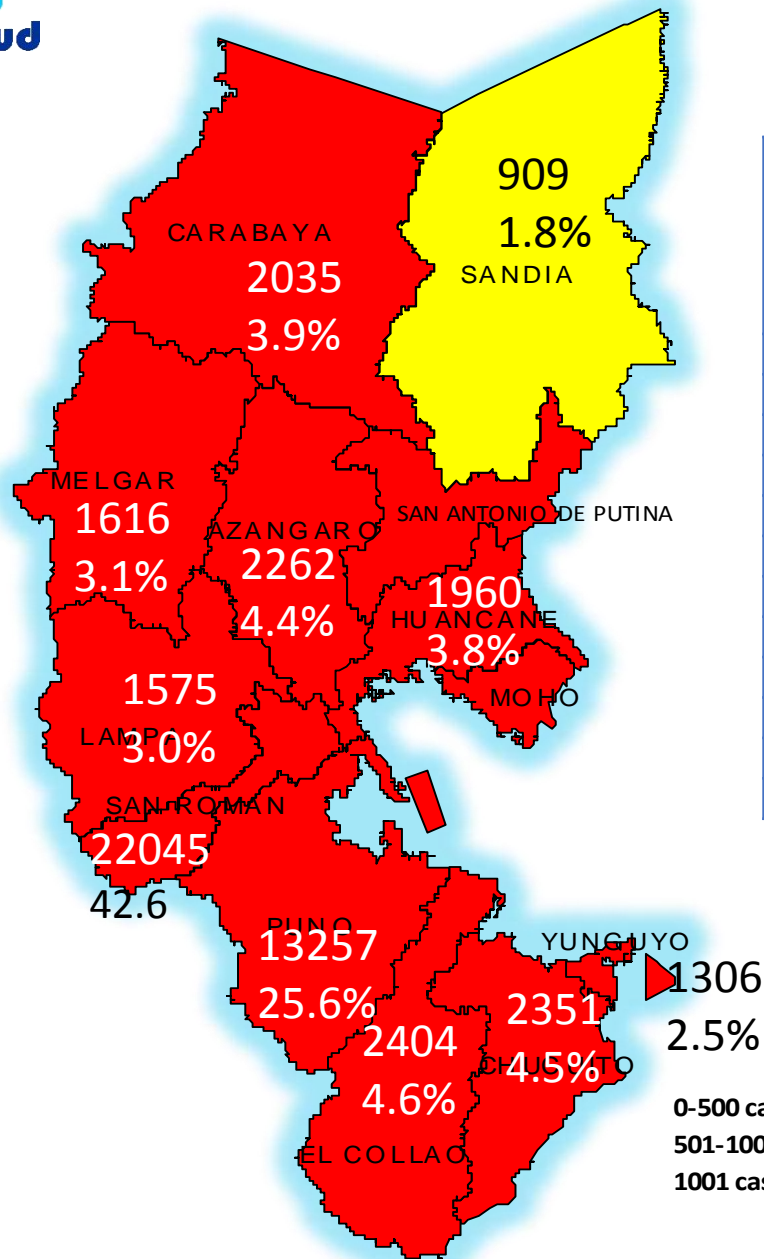 ud
909
1.8%
SANDIA
CARABAYA
2035
3.9%
MELGAR
1616
3.1%
AZANGARO
2262
4.4%
SAN ANTONIO DE PUTINA
1960
HUANCANE
3.8%
MOHO
1575
LAMPA
3.0%
SAN ROMAN
22045
42.6
PUNO
13257
25.6%
YUNGUYO
1306
2.5%
2351
CHUCUITO
4.5%
2404
4.6%
EL COLLAO
0-500 ca
501-100
1001 cas